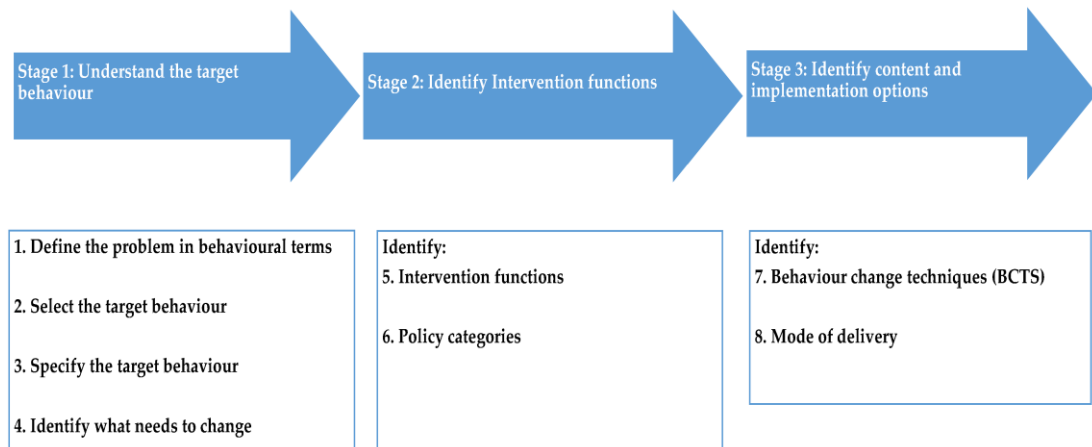 Stage 1: Understand the target
behaviour
Stage 2: Identify Intervention functions
Stage 3: Identify content and
implementation options
1. Define the problem in behavioural terms
2. Select the target behaviour
3. Specify the target behaviour
4. Identify what needs to change
Identify:
5. Intervention functions
6. Policy categories
Identify:
7. Behaviour change techniques (BCTS)
8. Mode of delivery